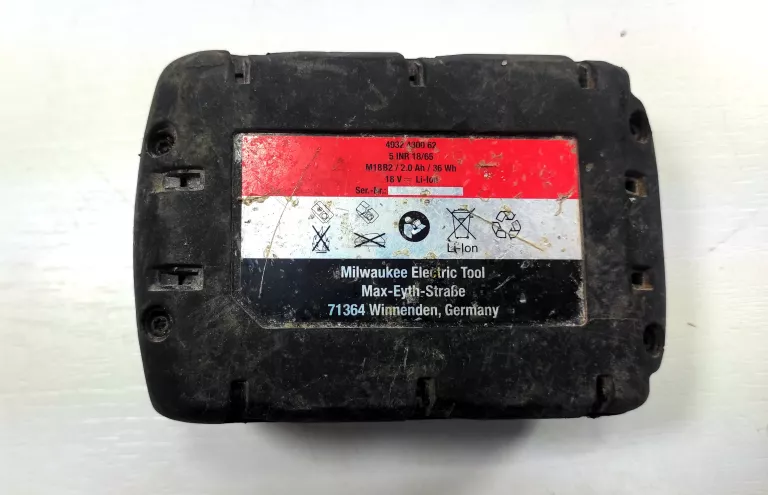 4932 4300 62
5 INR 18/65
M18B2 / 2.0 Ah / 36 Wh
18 V ⎓ Li-Ion
Ser.-Nr.:
Li-Ion
Milwaukee Electric Tool
Max-Eyth-Straße
71364 Winnenden, Germany